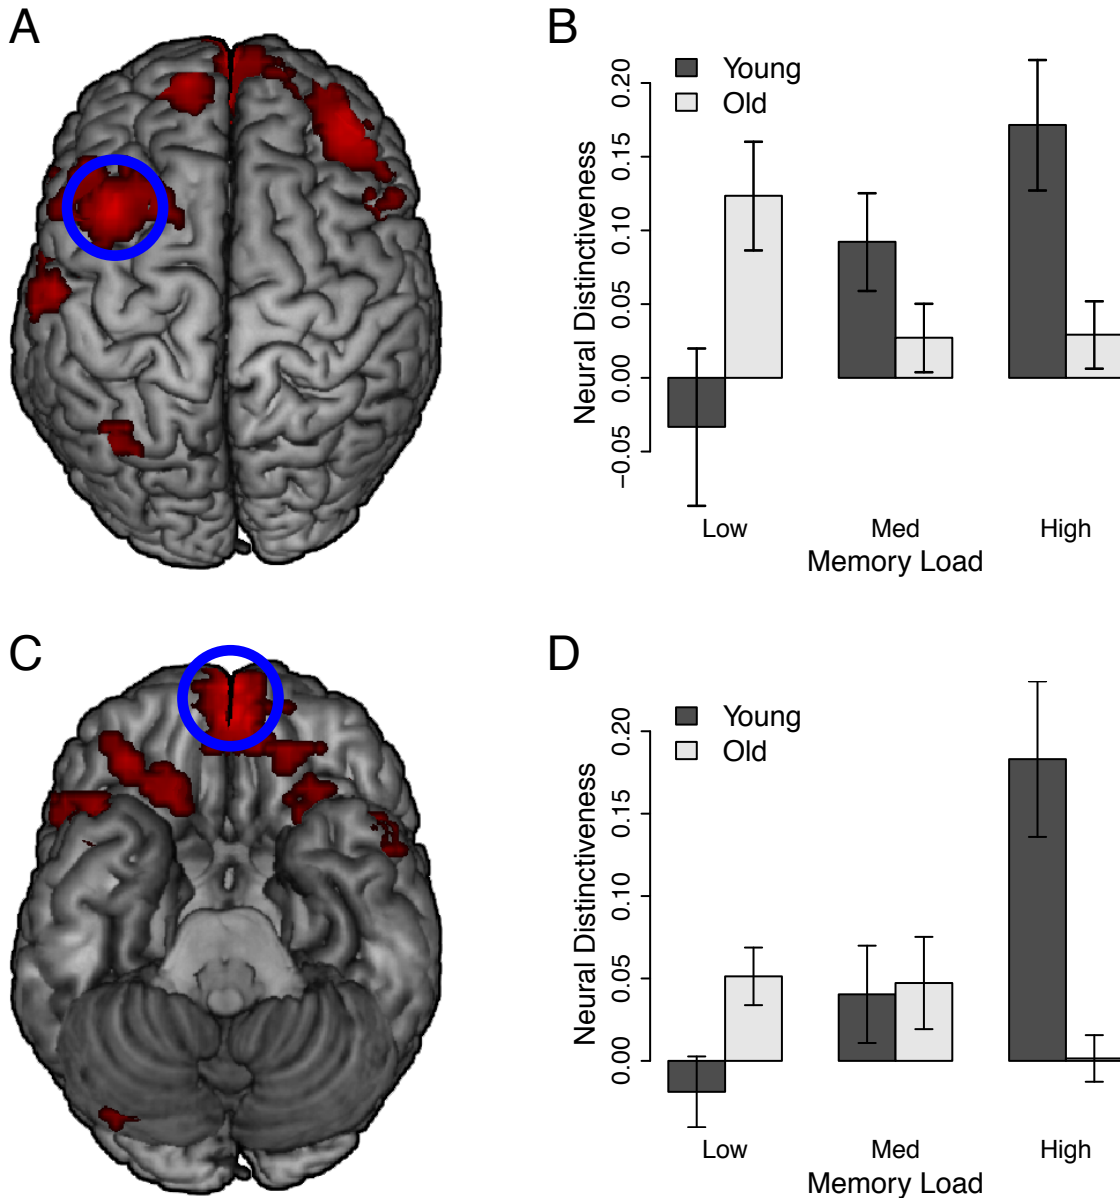 A
B
Young
Old
Neural Distinctiveness
−0.05 0.00 0.05 0.10 0.15 0.20
Low Med High
Memory Load
C
D
Young
Old
Neural Distinctiveness
0.00 0.05 0.10 0.15 0.20
Low Med High
Memory Load